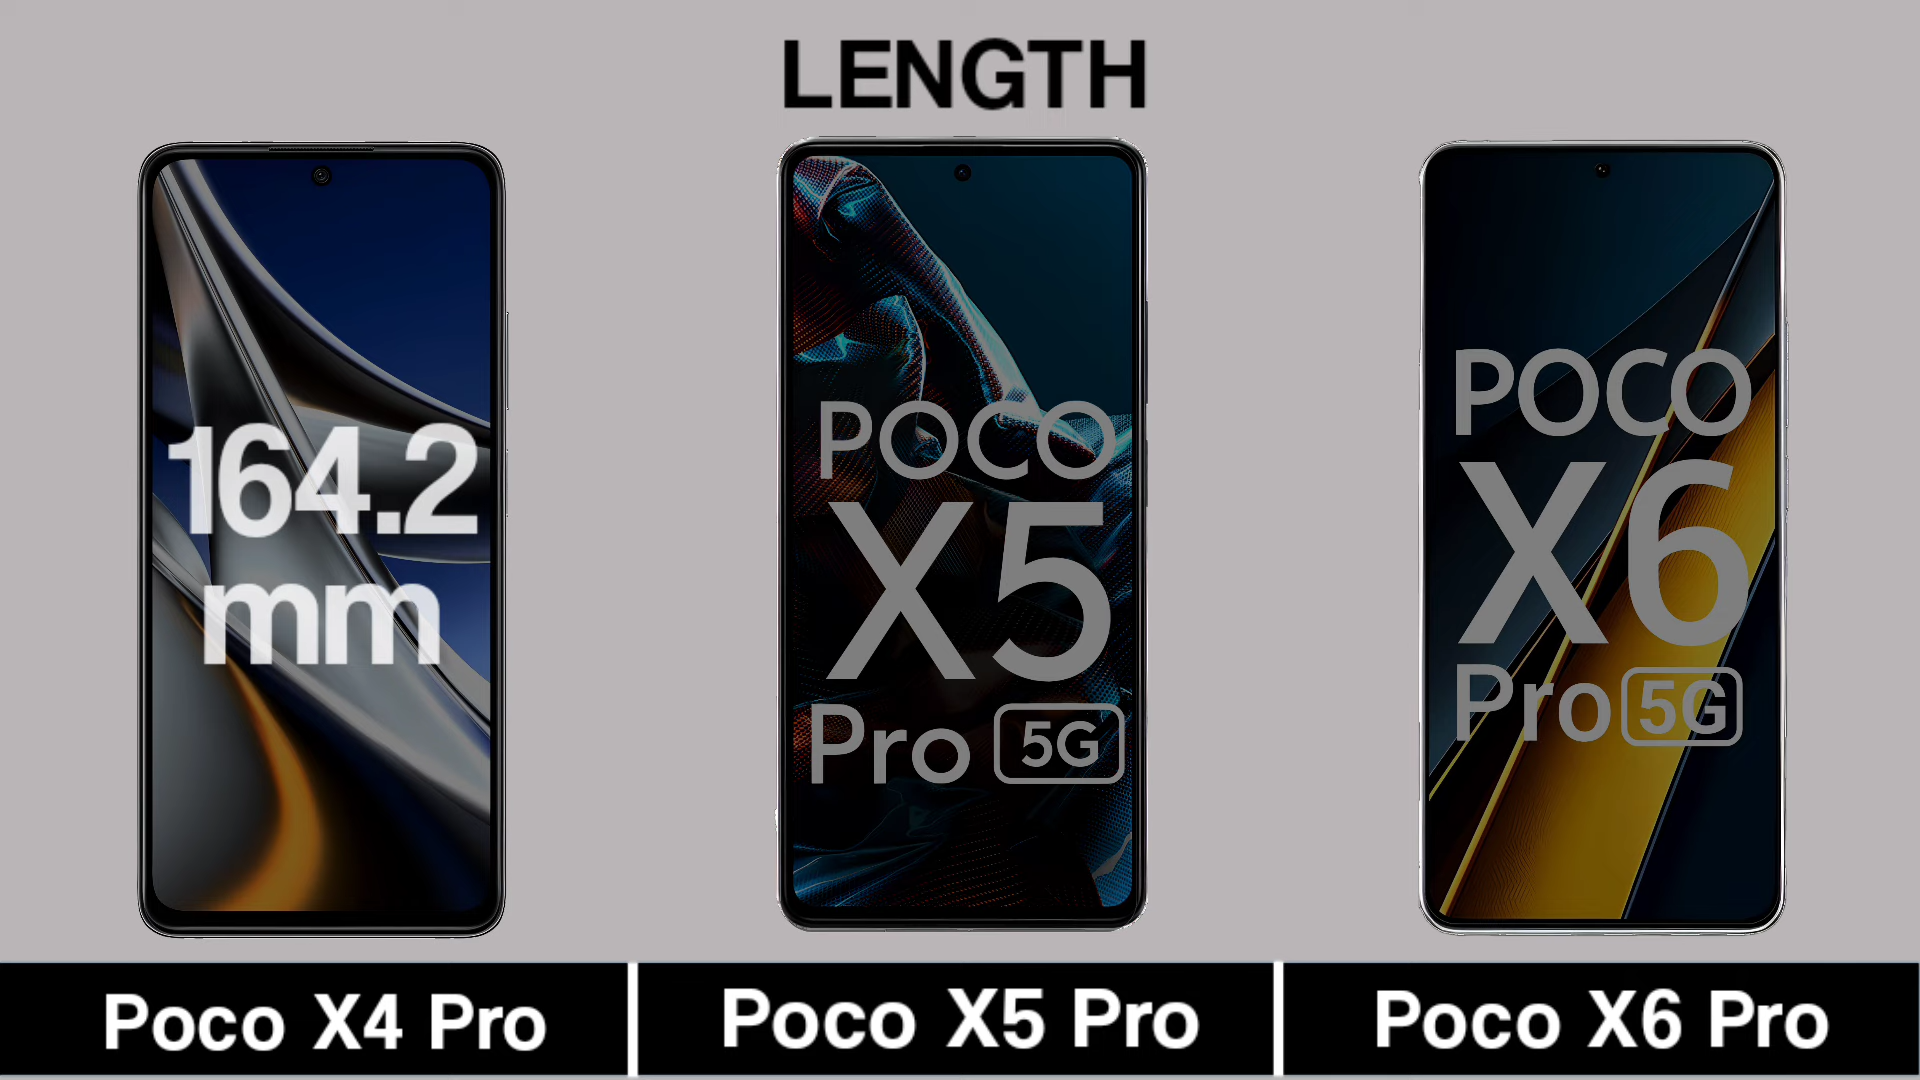 LENGTH
164.2
mm
POCO
X5
Pro 5G
POCO
X6
Pro 5G
Poco X4 Pro
Poco X5 Pro
Poco X6 Pro